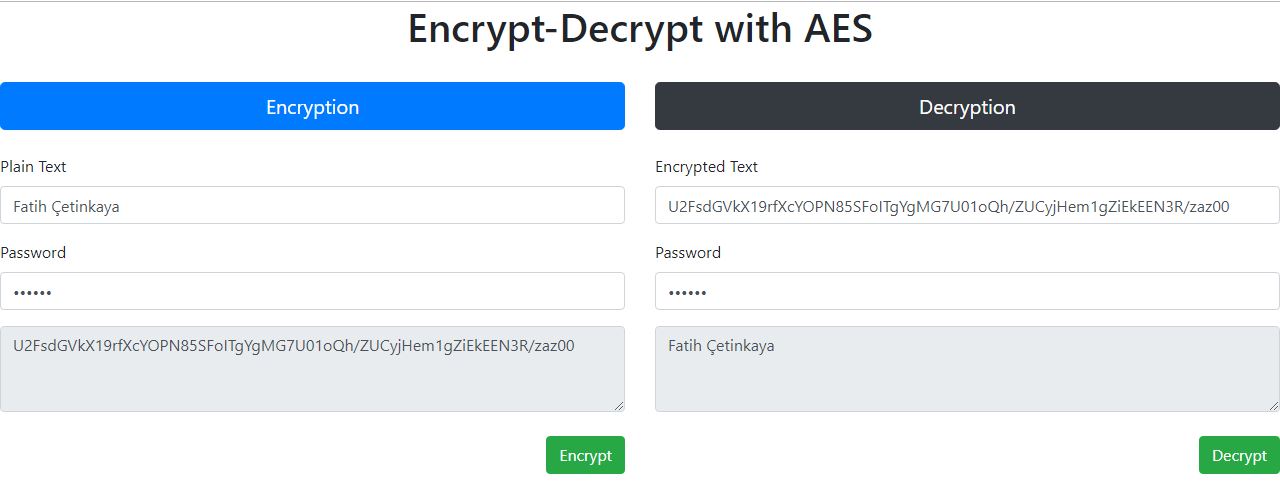 Encrypt-Decrypt with AES
Encryption
Plain Text
Fatih Çetinkaya
Password
••••••
U2FsdGVkX19rfXcYOPN85SFoITgYgMG7U01oQh/ZUCyjHem1gZiEkEEN3R/zaz00
Encrypt
Decryption
Encrypted Text
U2FsdGVkX19rfXcYOPN85SFoITgYgMG7U01oQh/ZUCyjHem1gZiEkEEN3R/zaz00
Password
••••••
Fatih Çetinkaya
Decrypt